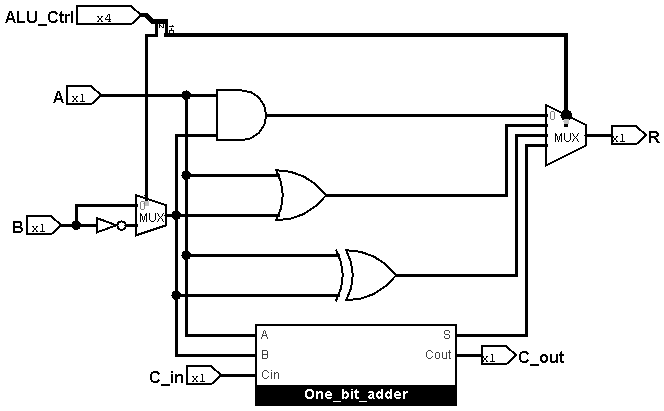 ALU_Ctrl x4
A x1
0
MUX x1 R
0
MUX
B x1
A S
B Cout x1 C_out
C_in x1 Cin
One_bit_adder